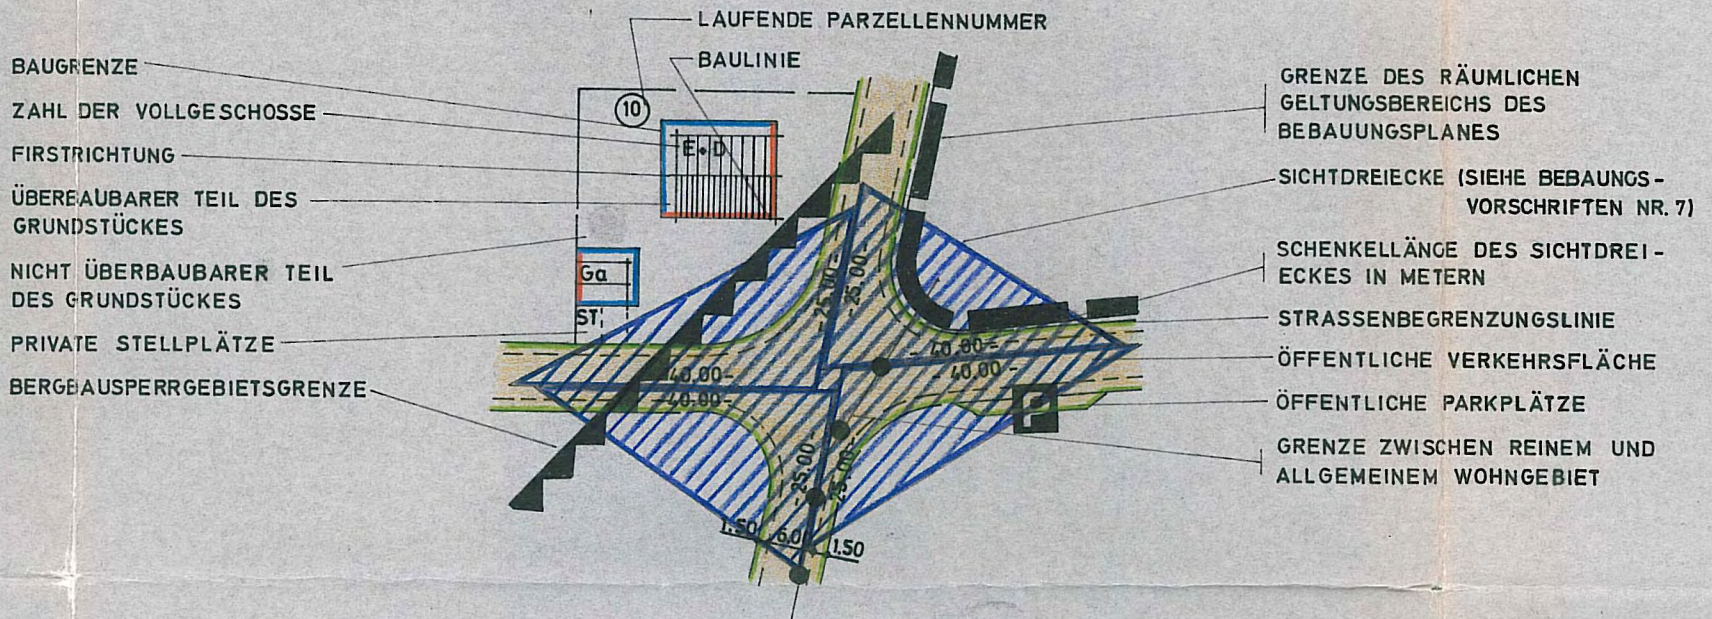 LAUFENDE PARZELLENNUMMER
BAULINIE
BAUGRENZE
ZAHL DER VOLLGESCHOSSE
FIRSTRICHTUNG
ÜBERBAUBARER TEIL DES
GRUNDSTÜCKES
NICHT ÜBERBAUBARER TEIL
DES GRUNDSTÜCKES
PRIVATE STELLPLÄTZE
BERGBAUSPERRGEBIETSGRENZE
10
E+D
Ga
ST
-25.00-
-25.00-
-40.00-
-40.00-
-40.00-
-40.00-
-25.00-
-25.00-
1.50
6.0
1.50
P
GRENZE DES RÄUMLICHEN
GELTUNGSBEREICHS DES
BEBAUUNGSPLANES
SICHTDREIECKE (SIEHE BEBAUNGS-
VORSCHRIFTEN NR. 7)
SCHENKELLÄNGE DES SICHTDREI-
ECKES IN METERN
STRASSENBEGRENZUNGSLINIE
ÖFFENTLICHE VERKEHRSFLÄCHE
ÖFFENTLICHE PARKPLÄTZE
GRENZE ZWISCHEN REINEM UND
ALLGEMEINEM WOHNGEBIET